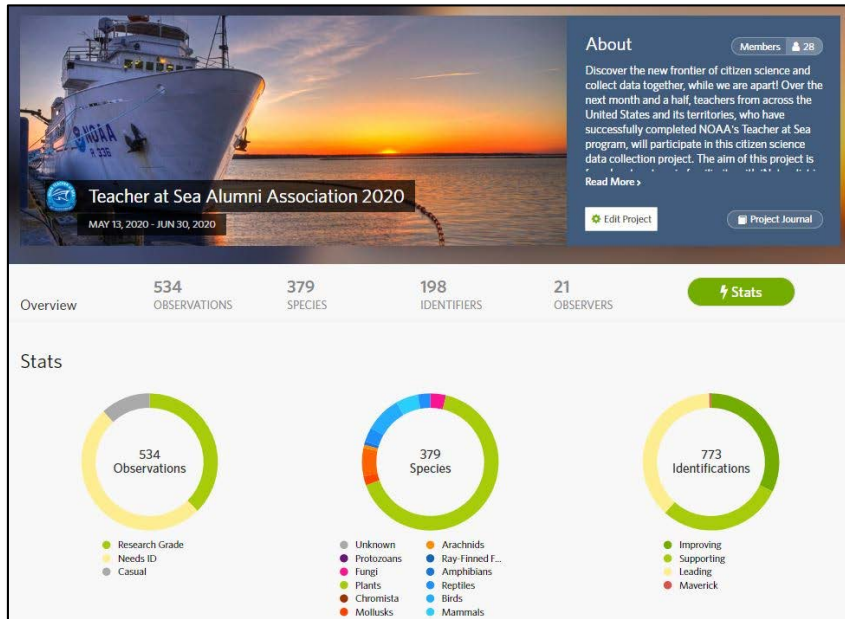 NOAA
R 336
Teacher at Sea Alumni Association 2020
MAY 13, 2020 - JUN 30, 2020
About
Members 28
Discover the new frontier of citizen science and
collect data together, while we are apart! Over the
next month and a half, teachers from across the
United States and its territories, who have
successfully completed NOAA's Teacher at Sea
program, will participate in this citizen science
data collection project. The aim of this project is
Read More >
Edit Project
Project Journal
Overview
534
OBSERVATIONS
379
SPECIES
198
IDENTIFIERS
21
OBSERVERS
Stats
Stats
534
Observations
Research Grade
Needs ID
Casual
379
Species
Unknown
Protozoans
Fungi
Plants
Chromista
Mollusks
Arachnids
Ray-Finned F...
Amphibians
Reptiles
Birds
Mammals
773
Identifications
Improving
Supporting
Leading
Maverick